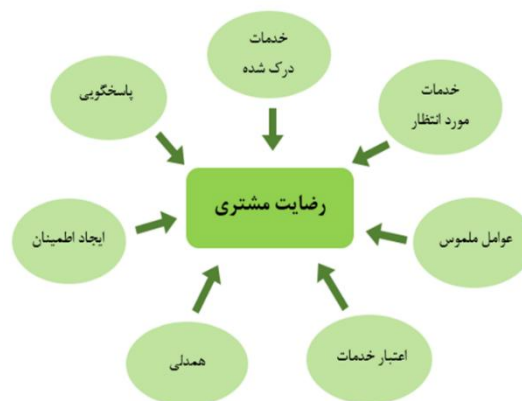 خدمات
درک شده
خدمات
مورد انتظار
پاسخگویی
رضایت مشتری
عوامل ملموس
ایجاد اطمینان
اعتبار خدمات
همدلی